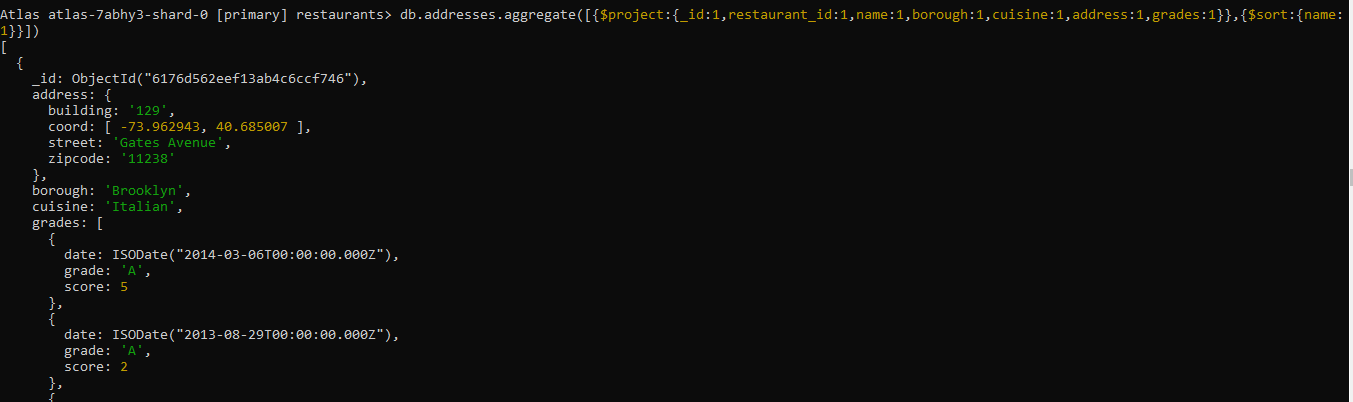 Atlas atlas-7abhy3-shard-0 [primary] restaurants> db.addresses.aggregate([{$project:{_id:1,restaurant_id:1,name:1,borough:1,cuisine:1,address:1,grades:1}},{$sort:{name:
1}}])
[
  {
    _id: ObjectId("6176d562eef13ab4c6ccf746"),
    address: {
      building: '129',
      coord: [ -73.962943, 40.685007 ],
      street: 'Gates Avenue',
      zipcode: '11238'
    },
    borough: 'Brooklyn',
    cuisine: 'Italian',
    grades: [
      {
        date: ISODate("2014-03-06T00:00:00.000Z"),
        grade: 'A',
        score: 5
      },
      {
        date: ISODate("2013-08-29T00:00:00.000Z"),
        grade: 'A',
        score: 2
      },
      {